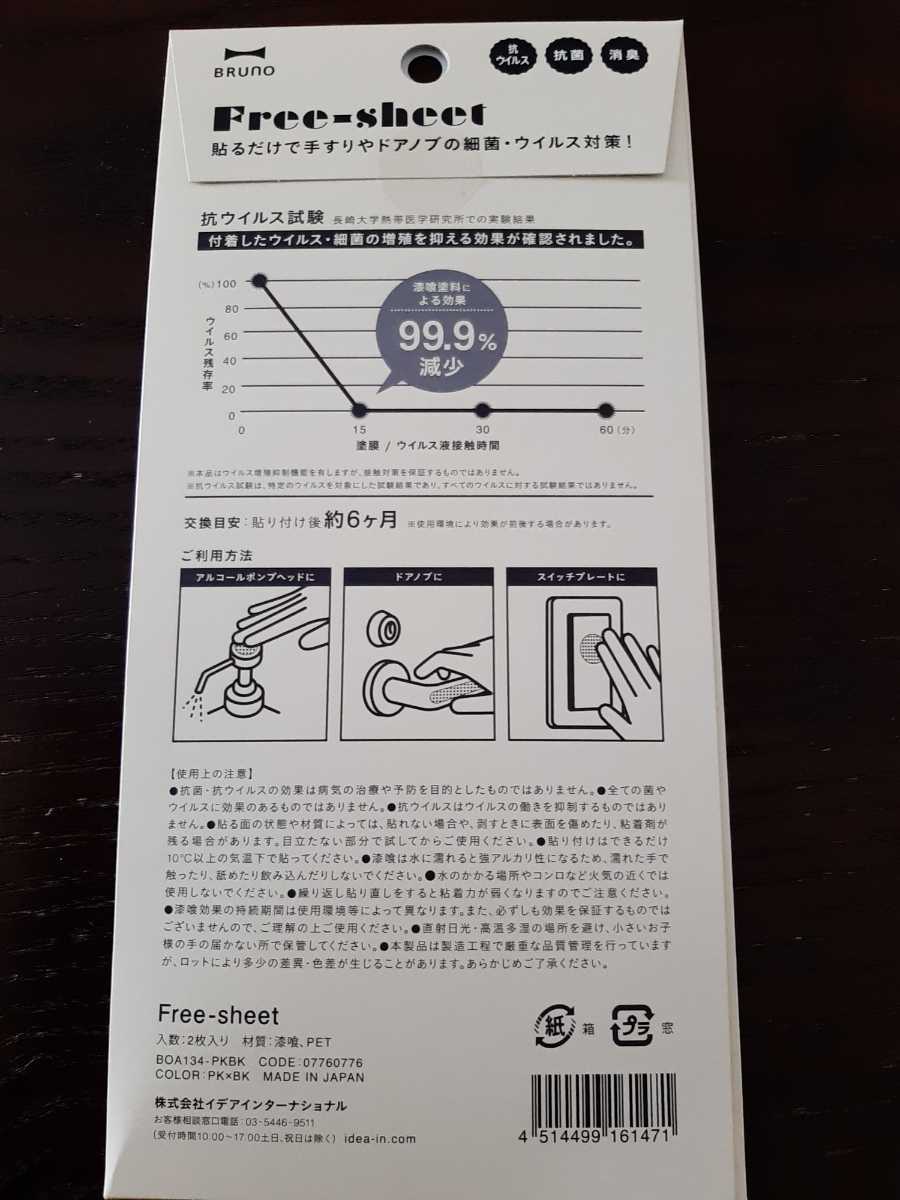 BRUNO
抗ウイルス
抗菌
消臭
Free-sheet
貼るだけで手すりやドアノブの細菌・ウイルス対策！
抗ウイルス試験 長崎大学熱帯医学研究所での実験結果
付着したウイルス・細菌の増殖を抑える効果が確認されました。
(%)100
80
60
40
20
0
ウイルス残存率
漆喰塗料に
よる効果
99.9%
減少
0 15 30 60(分)
塗膜 / ウイルス液接触時間
※本品はウイルス増殖抑制機能を有しますが、接触対策を保証するものではありません。
※抗ウイルス試験は、特定のウイルスを対象にした試験結果であり、すべてのウイルスに対する試験結果ではありません。
交換目安：貼り付け後 約6ヶ月 ※使用環境により効果が前後する場合があります。
ご利用方法
アルコールポンプヘッドに
ドアノブに
スイッチプレートに
【使用上の注意】
●抗菌・抗ウイルスの効果は病気の治療や予防を目的としたものではありません。●全ての菌や
ウイルスに効果のあるものではありません。●抗ウイルスはウイルスの働きを抑制するものではあり
ません。●貼る面の状態や材質によっては、貼れない場合や、剥すときに表面を傷めたり、粘着剤が
残る場合があります。目立たない部分で試してからご使用ください。●貼り付けはできるだけ
10℃以上の気温下で貼ってください。●漆喰は水に濡れると強アルカリ性になるため、濡れた手で
触ったり、舐めたり飲み込んだりしないでください。●水のかかる場所やコンロなど火気の近くでは
使用しないでください。●繰り返し貼り直しをすると粘着力が弱くなりますのでご注意ください。
●漆喰効果の持続期間は使用環境等によって異なります。また、必ずしも効果を保証するものでは
ございませんので、ご理解の上ご使用ください。●直射日光・高温多湿の場所を避け、小さいお子
様の手の届かない所で保管してください。●本製品は製造工程で厳重な品質管理を行っています
が、ロットにより多少の差異・色差が生じることがあります。あらかじめご了承ください。
Free-sheet
入数：2枚入り 材質：漆喰、PET
BOA134-PKBK CODE：07760776
COLOR：PK×BK MADE IN JAPAN
株式会社イデアインターナショナル
お客様相談窓口電話：03-5446-9511
(受付時間10:00~17:00土日、祝日は除く) idea-in.com
紙 箱
プラ 窓
4 514499 161471